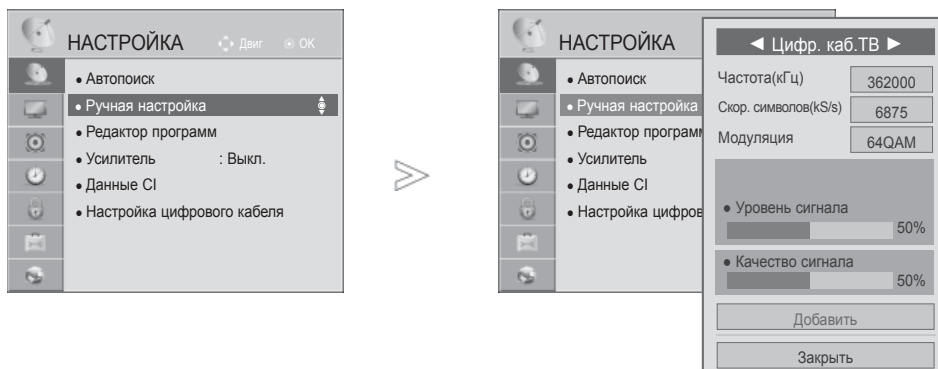 НАСТРОЙКА Двиг OK
• Автопоиск
• Ручная настройка
• Редактор программ
• Усилитель : Выкл.
• Данные CI
• Настройка цифрового кабеля
НАСТРОЙКА
• Автопоиск
• Ручная настройка
• Редактор программ
• Усилитель
• Данные CI
• Настройка цифров
◄ Цифр. каб.ТВ ►
Частота(кГц) 362000
Скор. символов(kS/s) 6875
Модуляция 64QAM
• Уровень сигнала
50%
• Качество сигнала
50%
Добавить
Закрыть